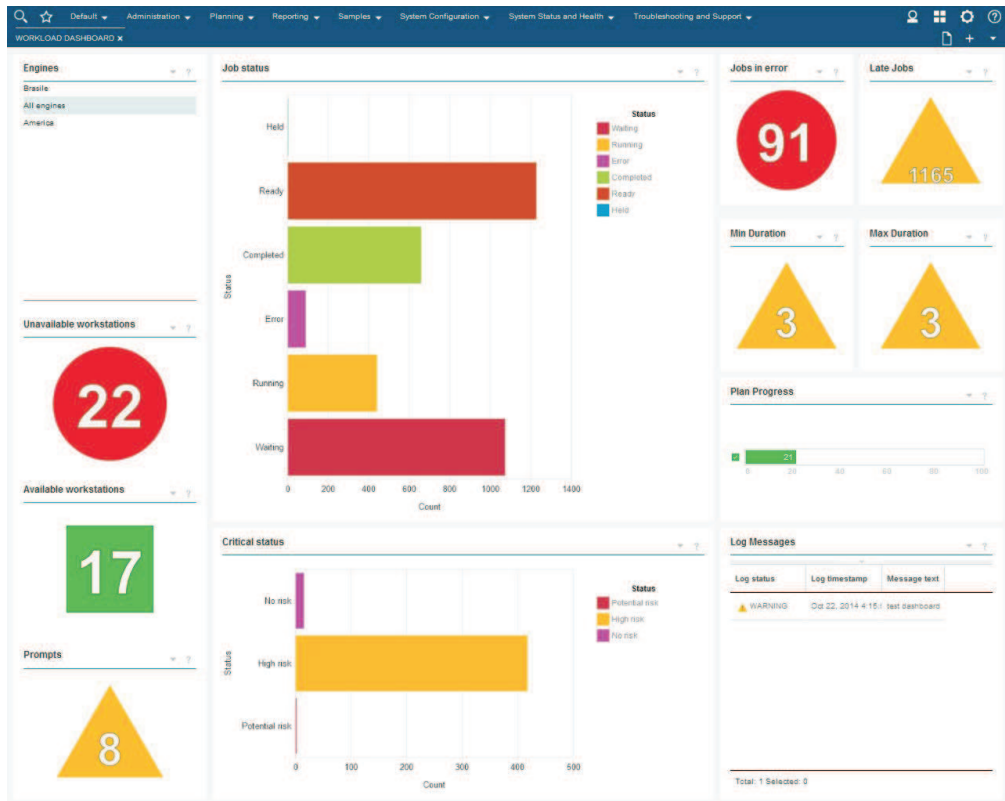 Default Administration Planning Reporting Samples System Configuration System Status and Health Troubleshooting and Support
WORKLOAD DASHBOARD x
Engines
Brasile
All engines
America
Unavailable workstations
22
Available workstations
17
Prompts
8
Job status
Status
Held
Ready
Completed
Error
Running
Waiting
0 200 400 600 800 1000 1200 1400
Count
Status
Waiting
Running
Error
Completed
Ready
Held
Critical status
Status
No risk
High risk
Potential risk
0 100 200 300 400 500
Count
Status
Potential risk
High risk
No risk
Jobs in error
91
Late Jobs
1165
Min Duration
3
Max Duration
3
Plan Progress
21
0 20 40 60 80 100
Log Messages
Log status Log timestamp Message text
WARNING Oct 22, 2014 4:15: test dashboard
Total: 1 Selected: 0